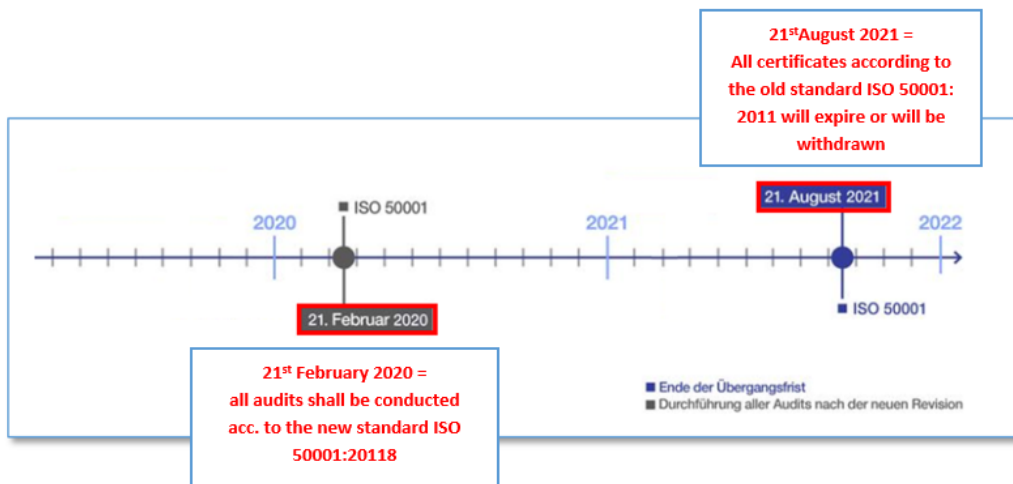 21stAugust 2021 =
All certificates according to
the old standard ISO 50001:
2011 will expire or will be
withdrawn
21. August 2021
ISO 50001
2020
2021
2022
ISO 50001
21. Februar 2020
21st February 2020 =
all audits shall be conducted
acc. to the new standard ISO
50001:20118
Ende der Übergangsfrist
Durchführung aller Audits nach der neuen Revision